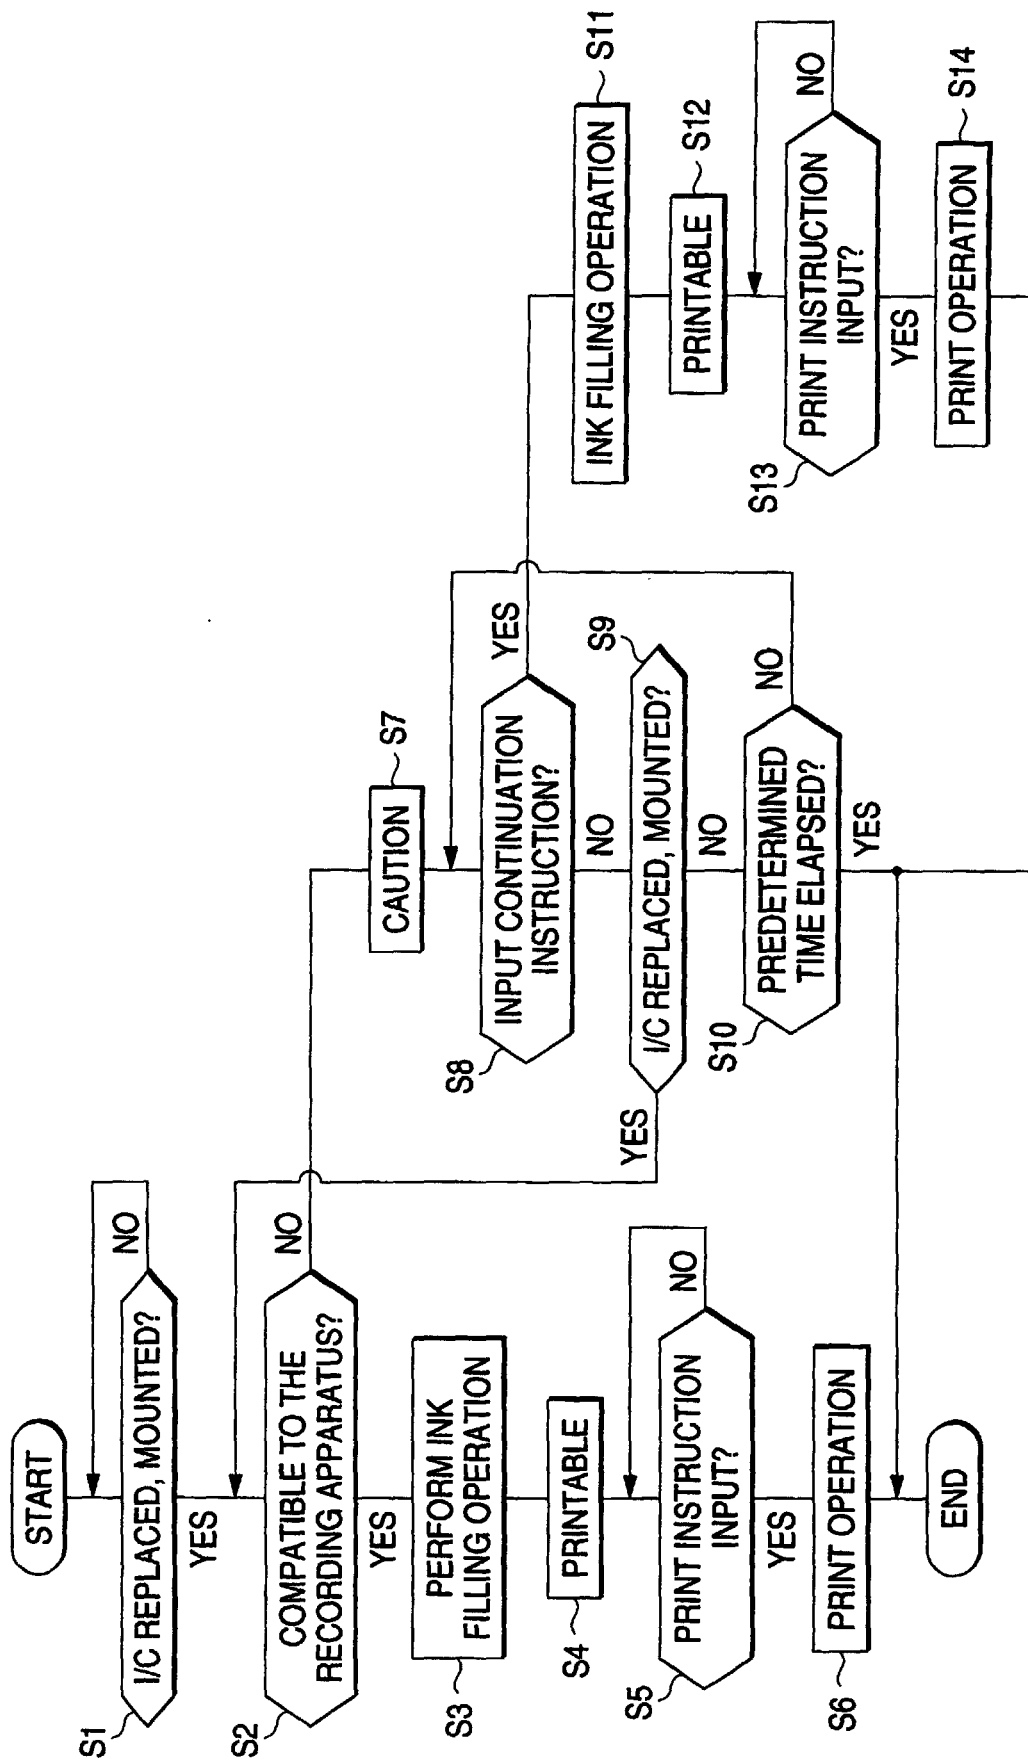 START
S1
I/C REPLACED, MOUNTED?
NO
YES
S2
COMPATIBLE TO THE
RECORDING APPARATUS?
NO
YES
S3
PERFORM INK
FILLING OPERATION
S4
PRINTABLE
S5
PRINT INSTRUCTION
INPUT?
NO
YES
S6
PRINT OPERATION
END
CAUTION
S7
S8
INPUT CONTINUATION
INSTRUCTION?
YES
NO
S9
I/C REPLACED, MOUNTED?
YES
NO
S10
PREDETERMINED
TIME ELAPSED?
NO
YES
INK FILLING OPERATION
S11
PRINTABLE
S12
S13
PRINT INSTRUCTION
INPUT?
NO
YES
PRINT OPERATION
S14